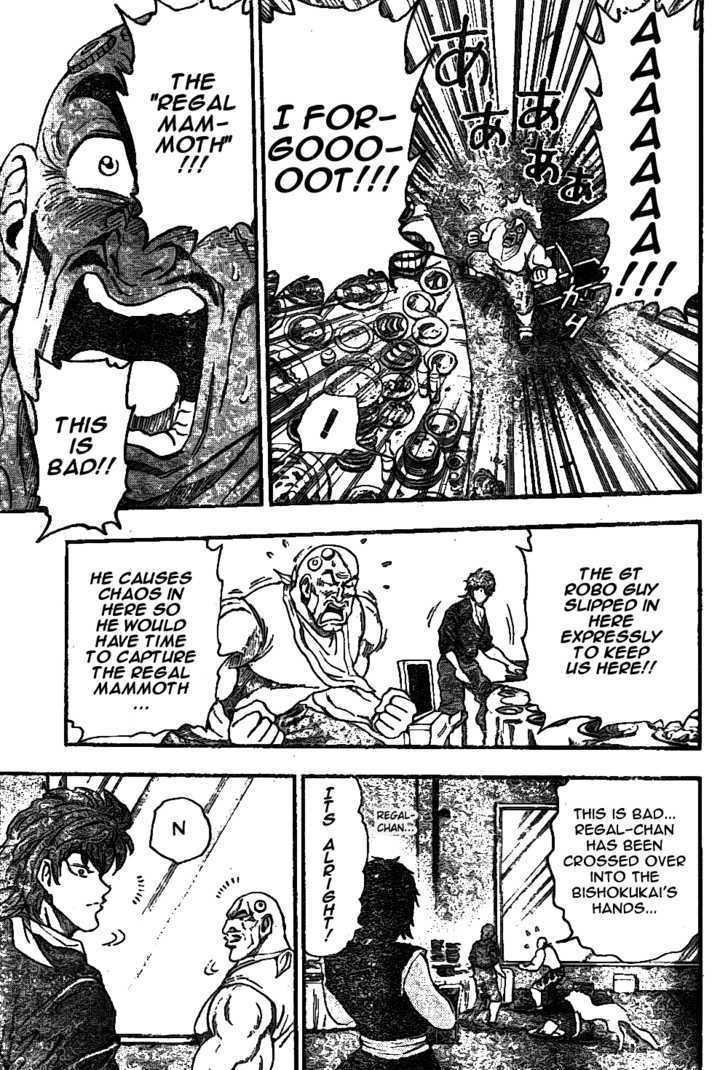 A
A
A
A
A
A
A
!!!
あ
あ
あ
あ
あ
ガ
タ
I FOR-
GOOO-
OOT!!!
!
THE
"REGAL
MAM-
MOTH"
!!!
THIS
IS
BAD!!
THE GT
ROBO GUY
SLIPPED IN
HERE
EXPRESSLY
TO KEEP
US HERE!!
HE CAUSES
CHAOS IN
HERE SO
HE WOULD
HAVE TIME
TO CAPTURE
THE REGAL
MAMMOTH
...
THIS IS BAD...
REGAL-CHAN
HAS BEEN
CROSSED OVER
INTO THE
BISHOKUKAI'S
HANDS...
REGAL-
CHAN...
ITS ALRIGHT!
N